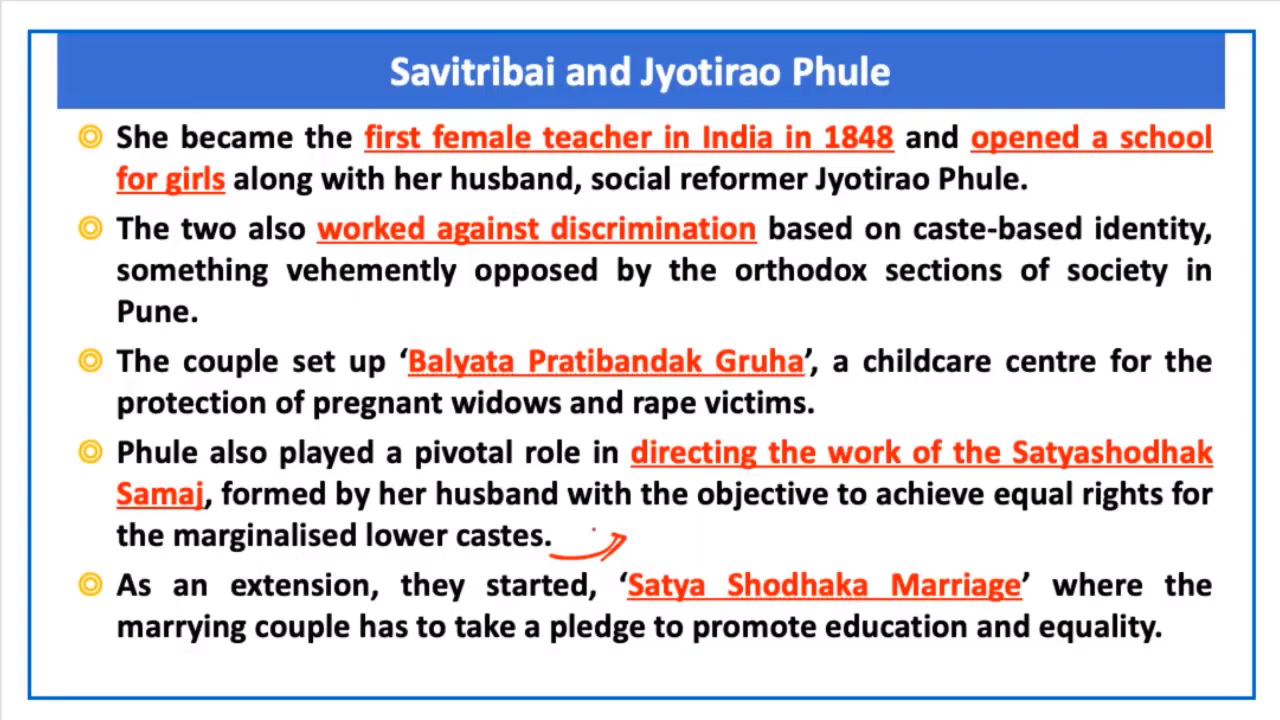 Savitribai and Jyotirao Phule
She became the first female teacher in India in 1848 and opened a school
for girls along with her husband, social reformer Jyotirao Phule.
The two also worked against discrimination based on caste-based identity,
something vehemently opposed by the orthodox sections of society in
Pune.
The couple set up ‘Balyata Pratibandak Gruha’, a childcare centre for the
protection of pregnant widows and rape victims.
Phule also played a pivotal role in directing the work of the Satyashodhak
Samaj, formed by her husband with the objective to achieve equal rights for
the marginalised lower castes.
As an extension, they started, ‘Satya Shodhaka Marriage’ where the
marrying couple has to take a pledge to promote education and equality.